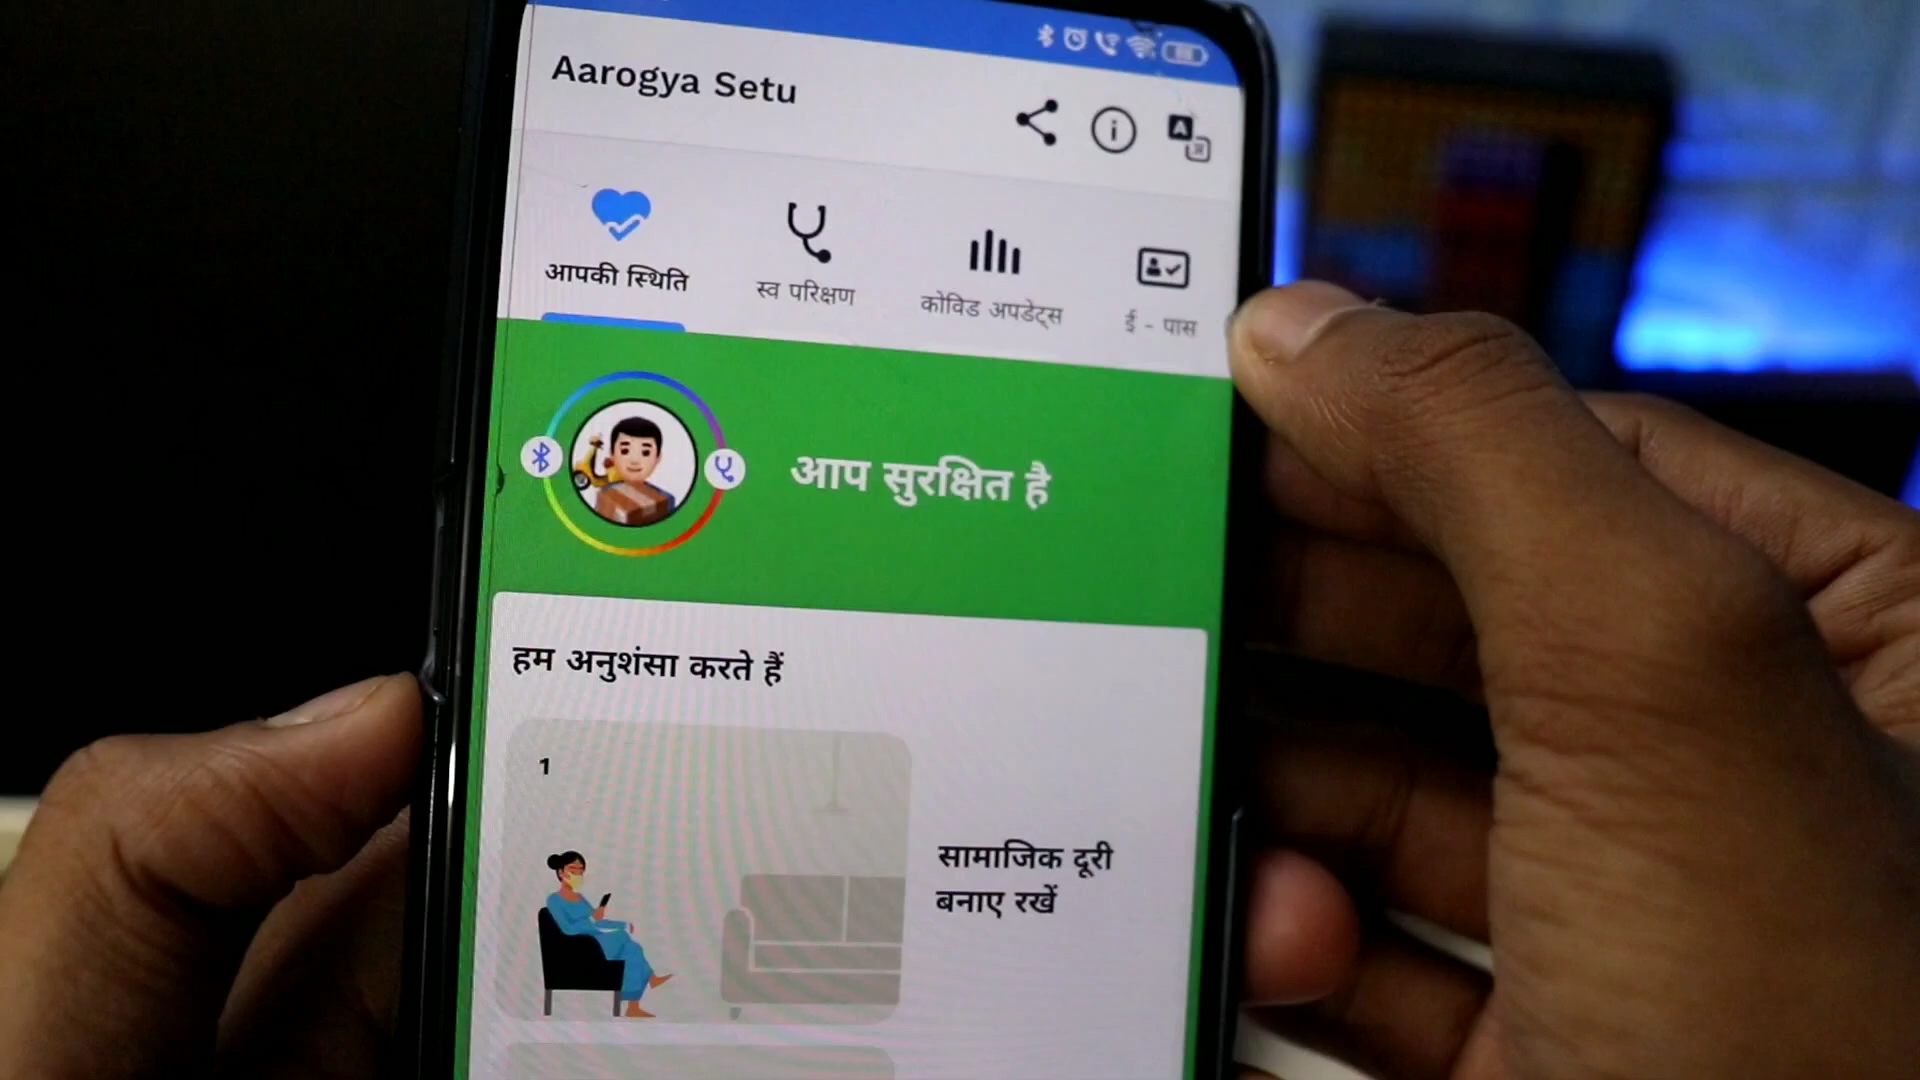 Aarogya Setu
आपकी स्थिति
स्व परिक्षण
कोविड अपडेट्स
ई - पास
आप सुरक्षित है
हम अनुशंसा करते हैं
1
सामाजिक दूरी
बनाए रखें